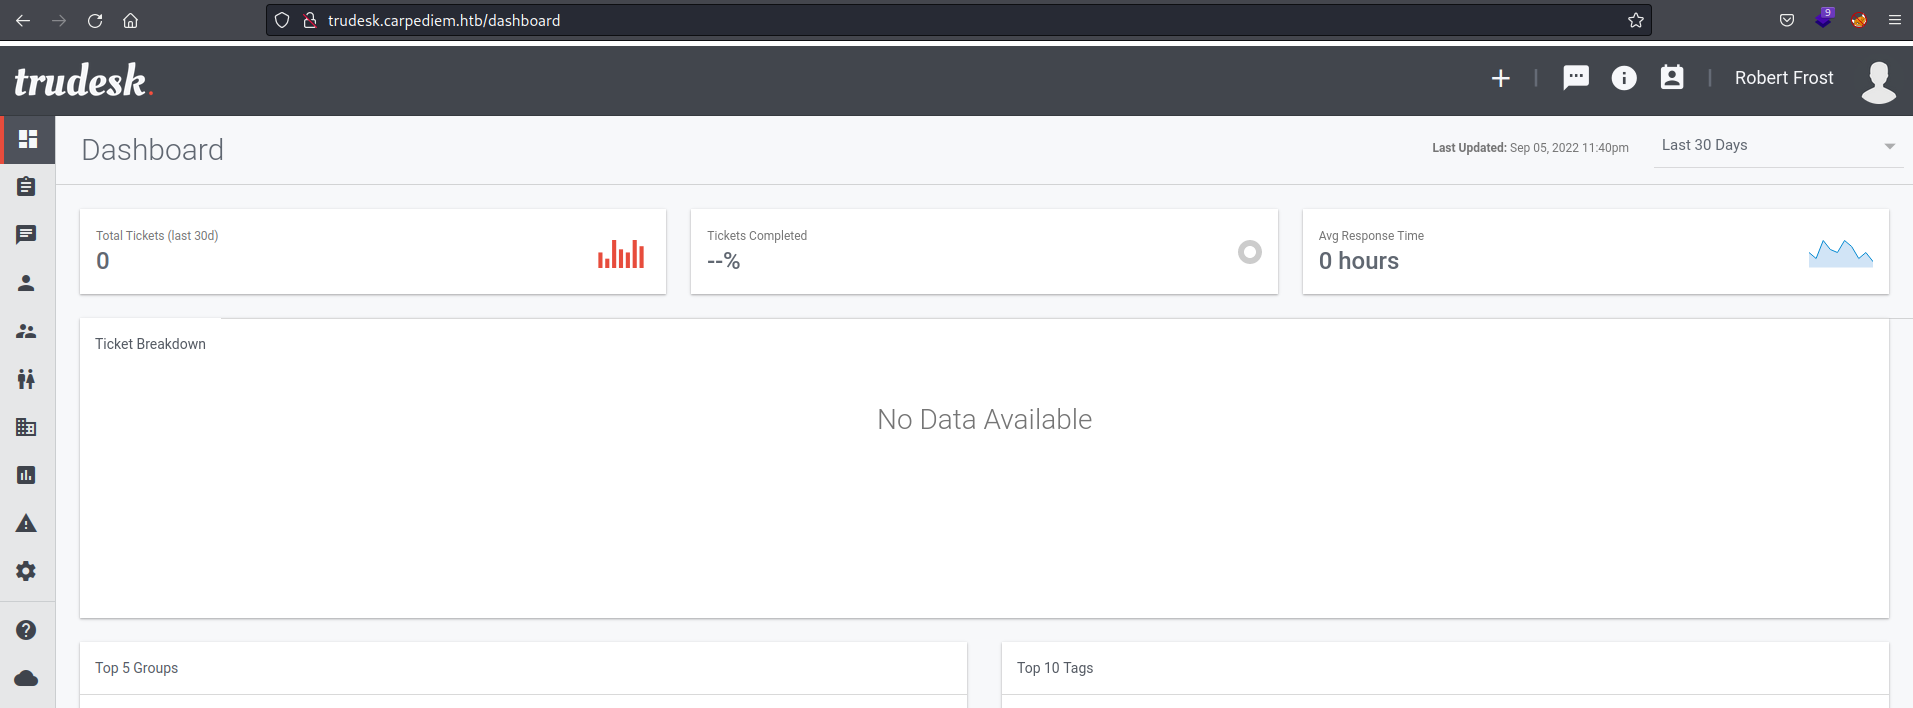 trudesk.carpediem.htb/dashboard
9
trudesk.
Robert Frost
Dashboard
Last Updated: Sep 05, 2022 11:40pm
Last 30 Days
Total Tickets (last 30d)
0
Tickets Completed
--%
Avg Response Time
0 hours
Ticket Breakdown
No Data Available
Top 5 Groups
Top 10 Tags